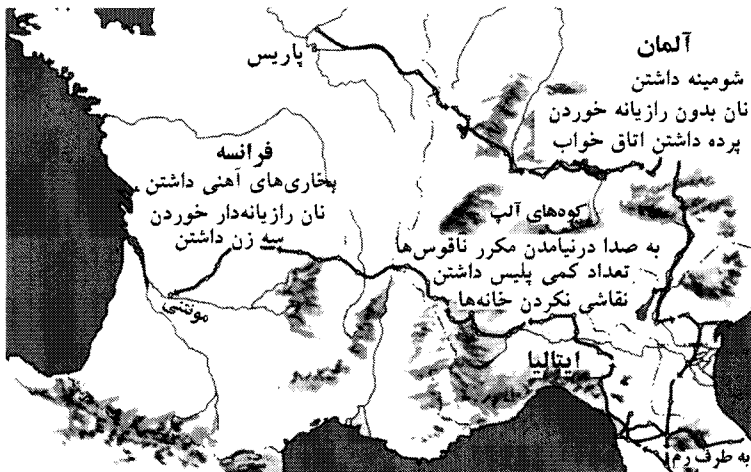 پاریس
آلمان
شومینه داشتن
نان بدون رازیانه خوردن
پرده داشتن اتاق خواب
فرانسه
بخاری‌های آهنی داشتن
نان رازیانه‌دار خوردن
سه زن داشتن
کوه‌های آلپ
به صدا درنیامدن مکرر ناقوس‌ها
تعداد کمی پلیس داشتن
نقاشی نکردن خانه‌ها
مونتنی
ایتالیا
به طرف رم